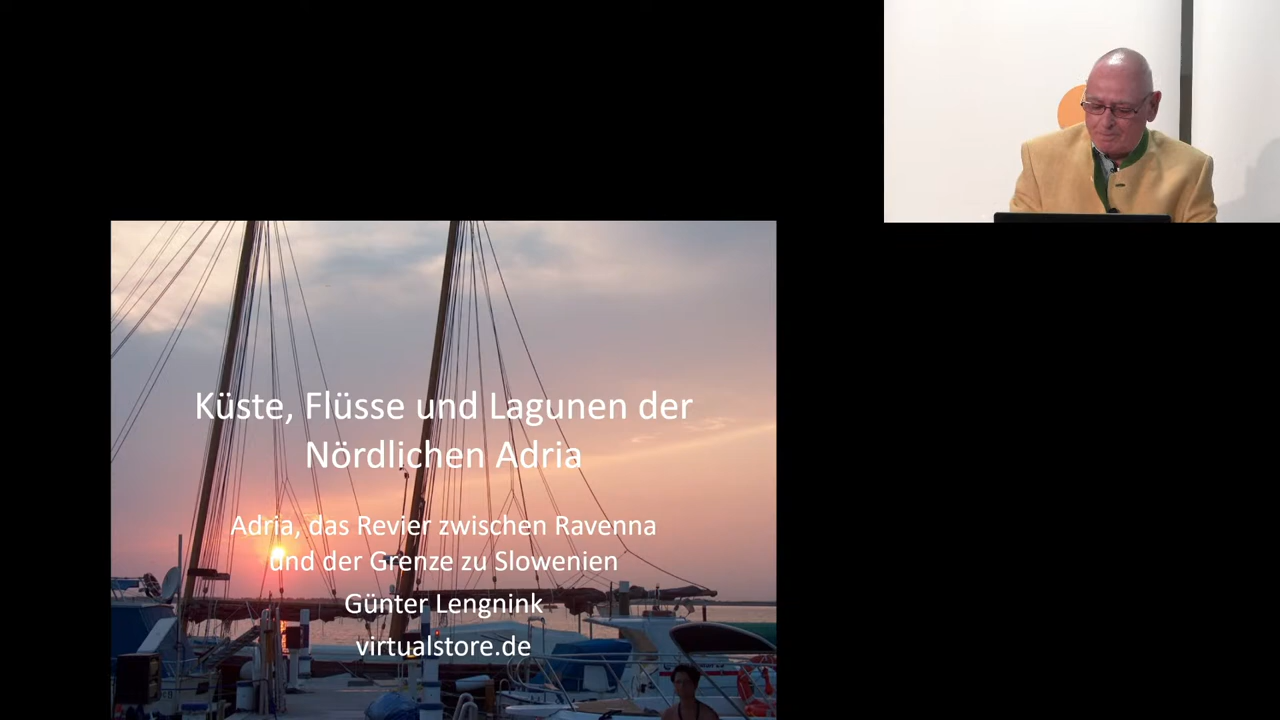 Küste, Flüsse und Lagunen der
Nördlichen Adria
Adria, das Revier zwischen Ravenna
und der Grenze zu Slowenien
Günter Lengnink
virtualstore.de